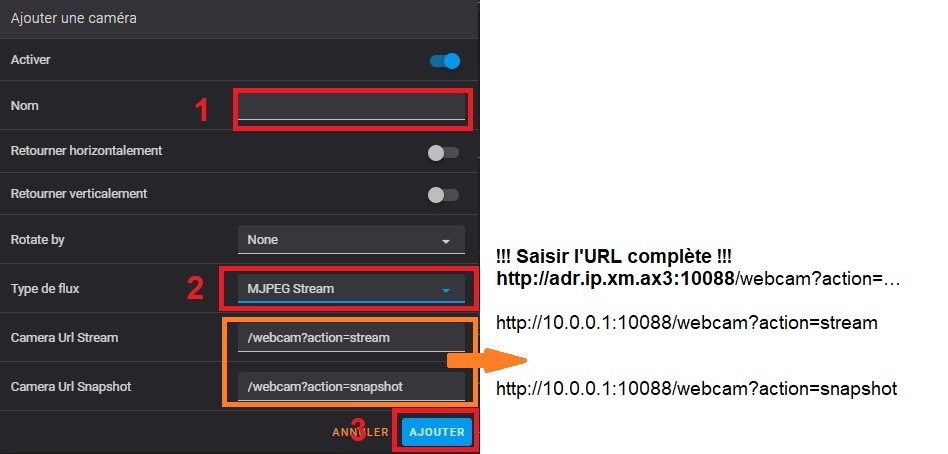 Ajouter une caméra
Activer
Nom
1
Retourner horizontalement
Retourner verticalement
Rotate by
None
Type de flux
2
MJPEG Stream
Camera Url Stream
/webcam?action=stream
Camera Url Snapshot
/webcam?action=snapshot
ANNULER
3
AJOUTER
!!! Saisir l'URL complète !!!
http://adr.ip.xm.ax3:10088/webcam?action=…
http://10.0.0.1:10088/webcam?action=stream
http://10.0.0.1:10088/webcam?action=snapshot